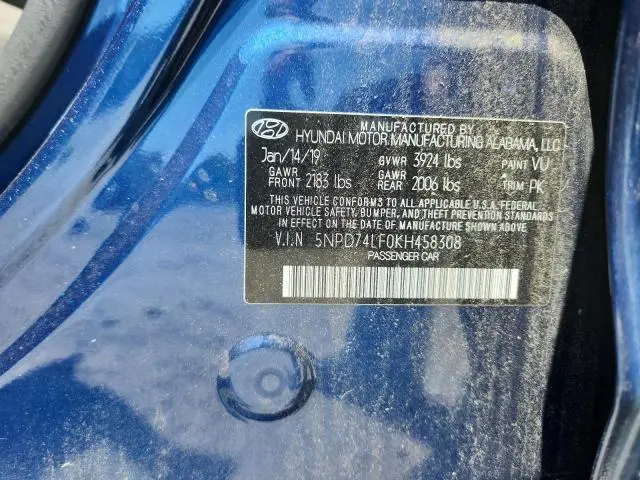 MANUFACTURED BY
HYUNDAI MOTOR MANUFACTURING ALABAMA, LLC
Jan/14/19 GVWR 3924 lbs PAINT VU
GAWR FRONT 2183 lbs GAWR REAR 2006 lbs TRIM PK
THIS VEHICLE CONFORMS TO ALL APPLICABLE U.S.A. FEDERAL
MOTOR VEHICLE SAFETY, BUMPER, AND THEFT PREVENTION STANDARDS
IN EFFECT ON THE DATE OF MANUFACTURE SHOWN ABOVE.
V.I.N 5NPD74LF0KH458308
PASSENGER CAR